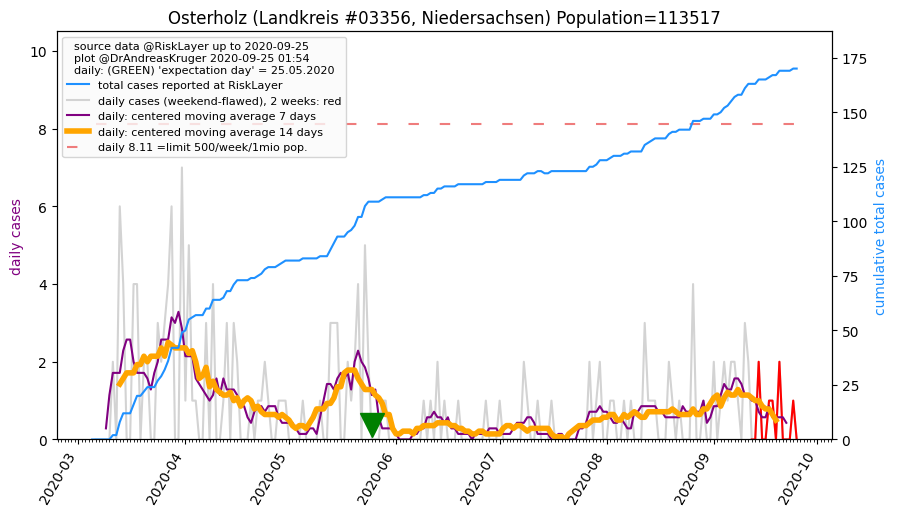 Osterholz (Landkreis #03356, Niedersachsen) Population=113517
source data @RiskLayer up to 2020-09-25
plot @DrAndreasKruger 2020-09-25 01:54
daily: (GREEN) 'expectation day' = 25.05.2020
total cases reported at RiskLayer
daily cases (weekend-flawed), 2 weeks: red
daily: centered moving average 7 days
daily: centered moving average 14 days
daily 8.11 =limit 500/week/1mio pop.
daily cases
10
8
6
4
2
0
cumulative total cases
175
150
125
100
75
50
25
0
2020-03
2020-04
2020-05
2020-06
2020-07
2020-08
2020-09
2020-10